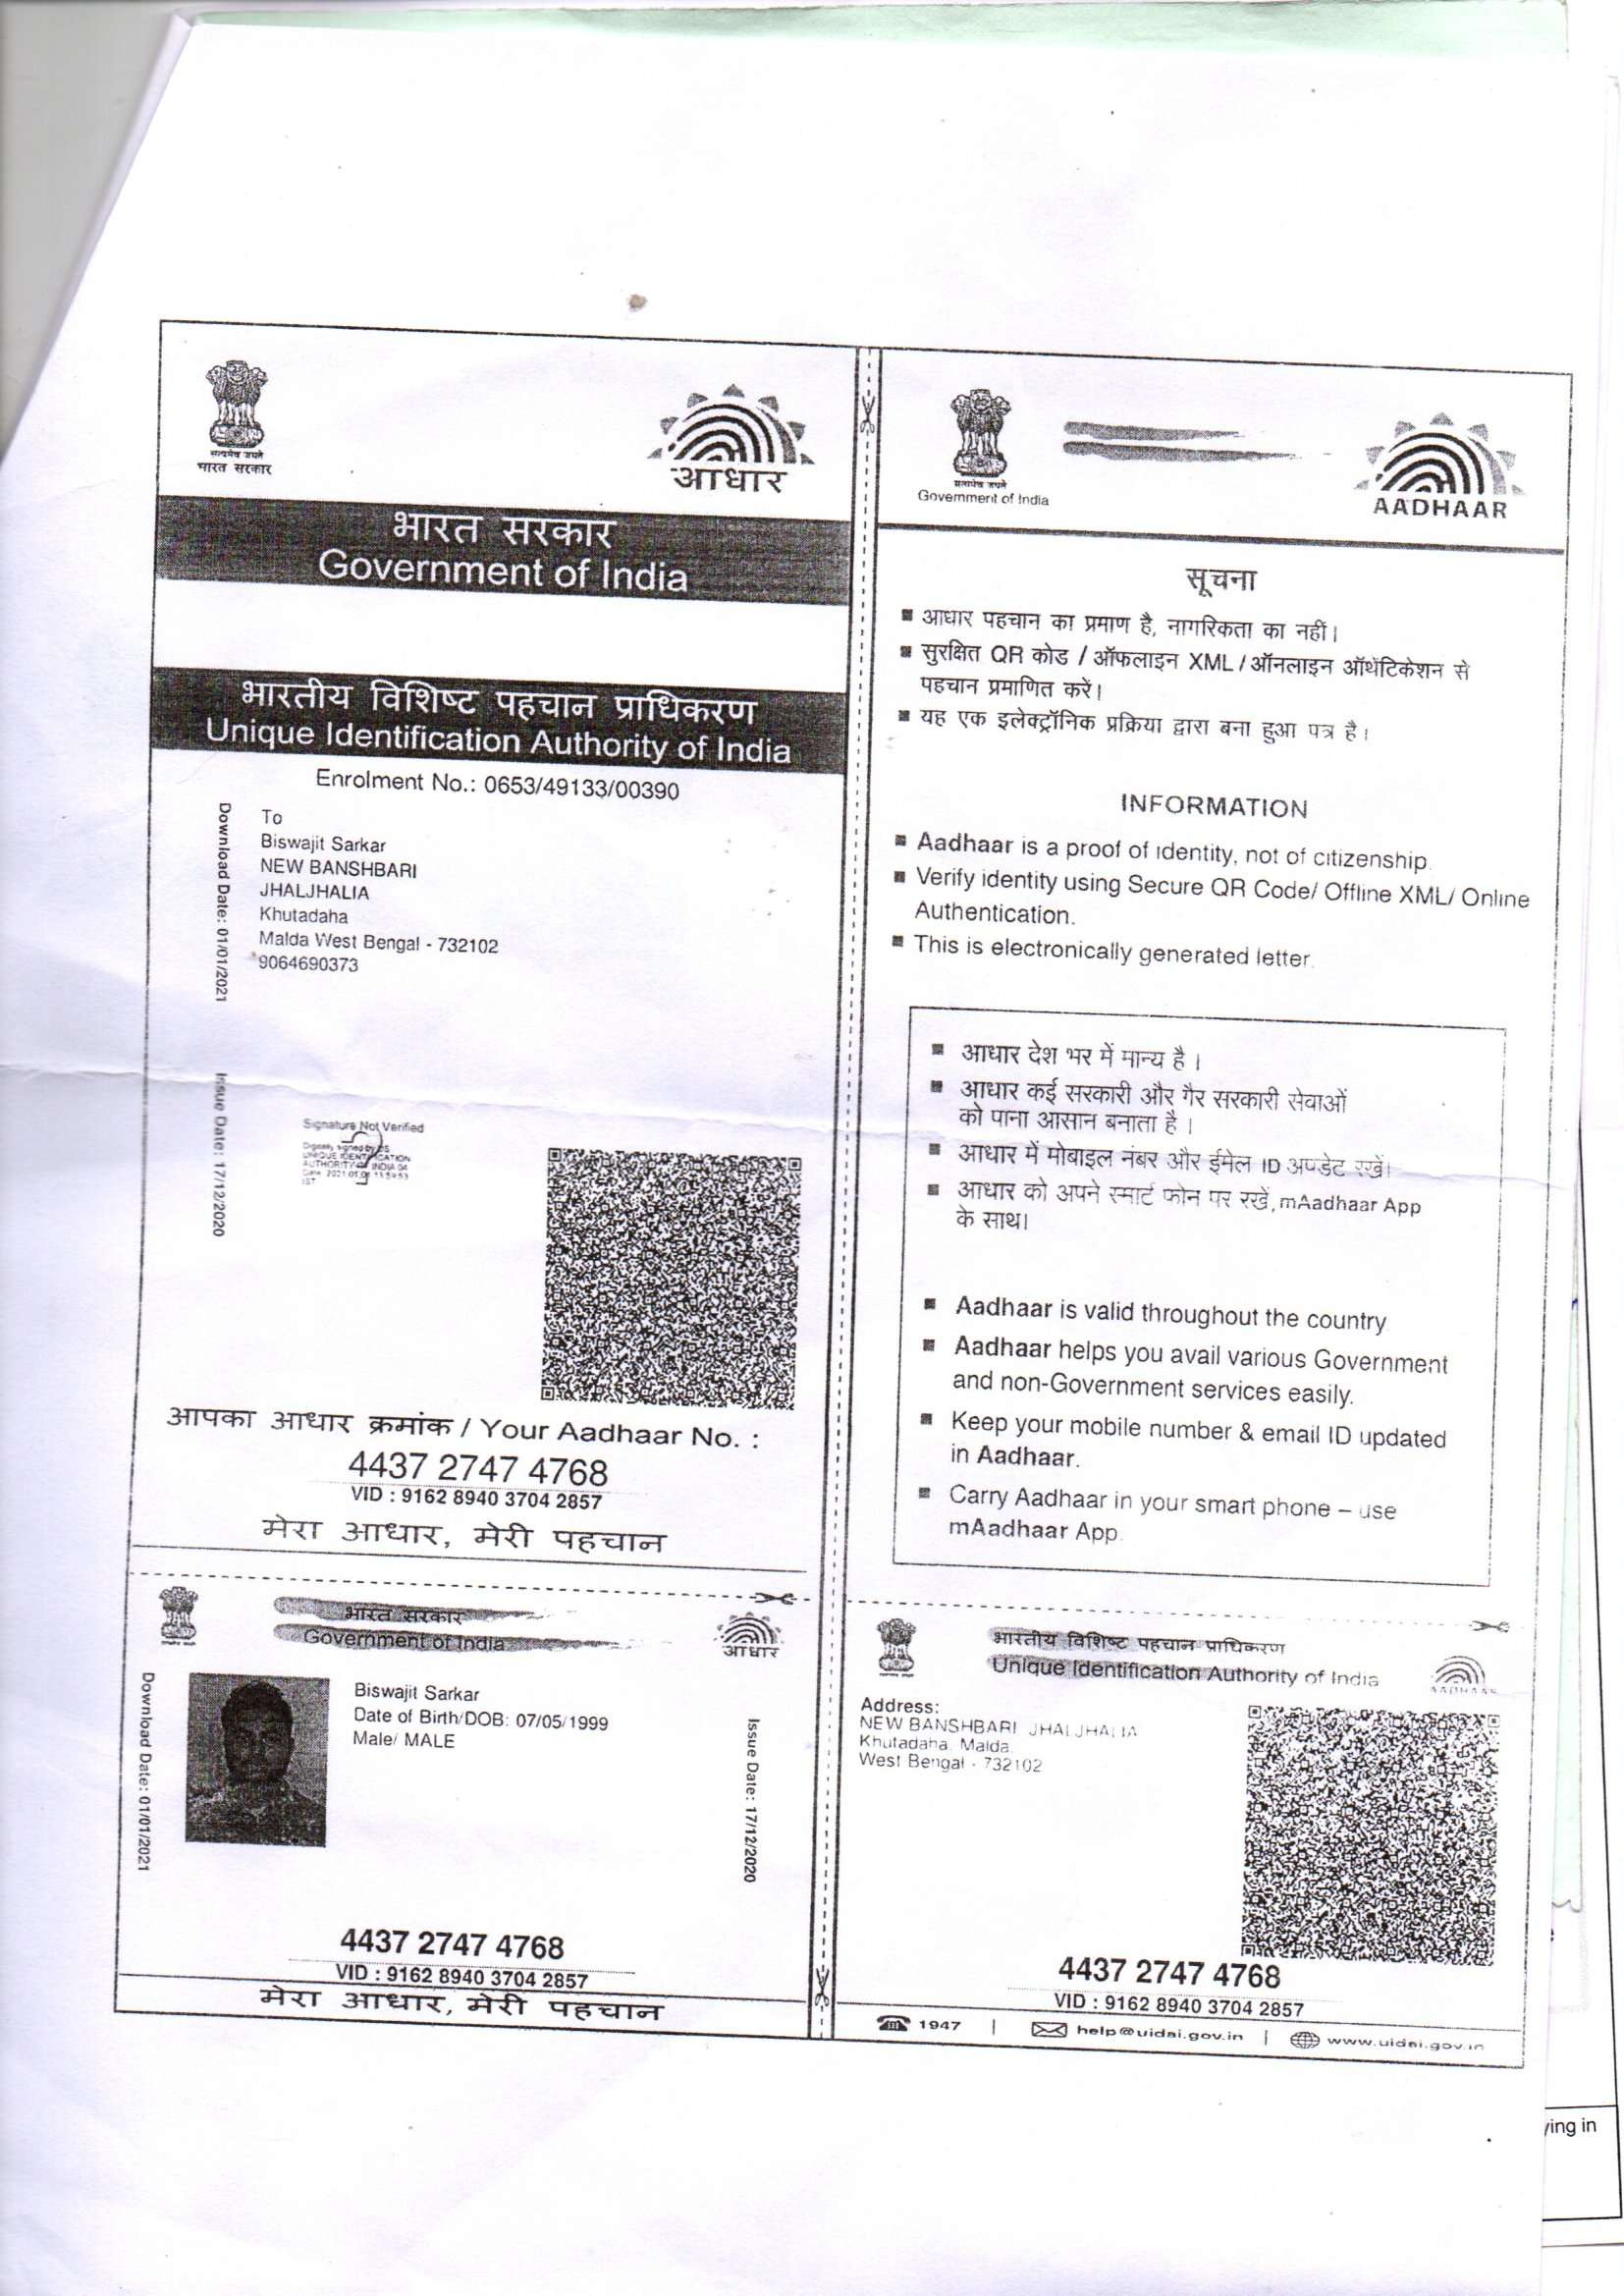 सत्यमेव जयते
भारत सरकार
आधार
भारत सरकार
Government of India
भारतीय विशिष्ट पहचान प्राधिकरण
Unique Identification Authority of India
Enrolment No.: 0653/49133/00390
Download Date: 01/01/2021
To
Biswajit Sarkar
NEW BANSHBARI
JHALJHALIA
Khutadaha
Malda West Bengal - 732102
9064690373
Issue Date: 17/12/2020
Signature Not Verified
Digitally signed by DS
UNIQUE IDENTIFICATION
AUTHORITY OF INDIA 04
IST
आपका आधार क्रमांक / Your Aadhaar No. :
4437 2747 4768
VID : 9162 8940 3704 2857
मेरा आधार, मेरी पहचान
सत्यमेव जयते
Government of India
AADHAAR
सूचना
■ आधार पहचान का प्रमाण है, नागरिकता का नहीं।
■ सुरक्षित QR कोड / ऑफलाइन XML / ऑनलाइन ऑथेंटिकेशन से
पहचान प्रमाणित करें।
■ यह एक इलेक्ट्रॉनिक प्रक्रिया द्वारा बना हुआ पत्र है।
INFORMATION
■ Aadhaar is a proof of identity, not of citizenship.
■ Verify identity using Secure QR Code/ Offline XML/ Online
Authentication.
■ This is electronically generated letter.
■ आधार देश भर में मान्य है।
■ आधार कई सरकारी और गैर सरकारी सेवाओं
को पाना आसान बनाता है।
■ आधार में मोबाइल नंबर और ईमेल ID अपडेट रखें।
■ आधार को अपने स्मार्ट फोन पर रखें, mAadhaar App
के साथ।
■ Aadhaar is valid throughout the country
■ Aadhaar helps you avail various Government
and non-Government services easily.
■ Keep your mobile number & email ID updated
in Aadhaar.
■ Carry Aadhaar in your smart phone – use
mAadhaar App.
भारत सरकार
Government of India
आधार
Download Date: 01/01/2021
Biswajit Sarkar
Date of Birth/DOB: 07/05/1999
Male/ MALE
Issue Date: 17/12/2020
4437 2747 4768
VID : 9162 8940 3704 2857
मेरा आधार, मेरी पहचान
भारतीय विशिष्ट पहचान प्राधिकरण
Unique Identification Authority of India
AADHAAR
Address:
NEW BANSHBARI JHALJHALIA
Khutadaha, Malda,
West Bengal - 732102
4437 2747 4768
VID : 9162 8940 3704 2857
1947 | help@uidai.gov.in | www.uidai.gov.in
ying in